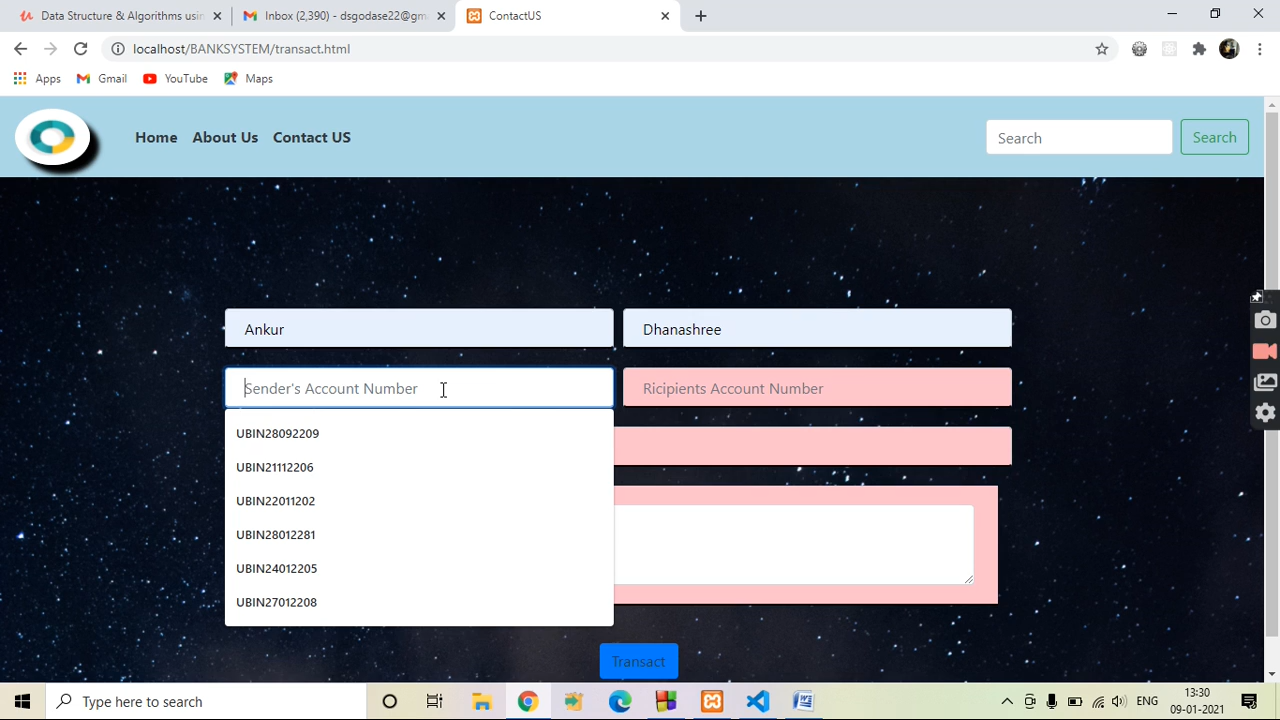 Data Structure & Algorithms usin
Inbox (2,390) - dsgodase22@gm
ContactUS
localhost/BANKSYSTEM/transact.html
Apps
Gmail
YouTube
Maps
Home
About Us
Contact US
Search
Search
Ankur
Dhanashree
Sender's Account Number
Ricipients Account Number
UBIN28092209
UBIN21112206
UBIN22011202
UBIN28012281
UBIN24012205
UBIN27012208
Transact
Type here to search
ENG
13:30
09-01-2021